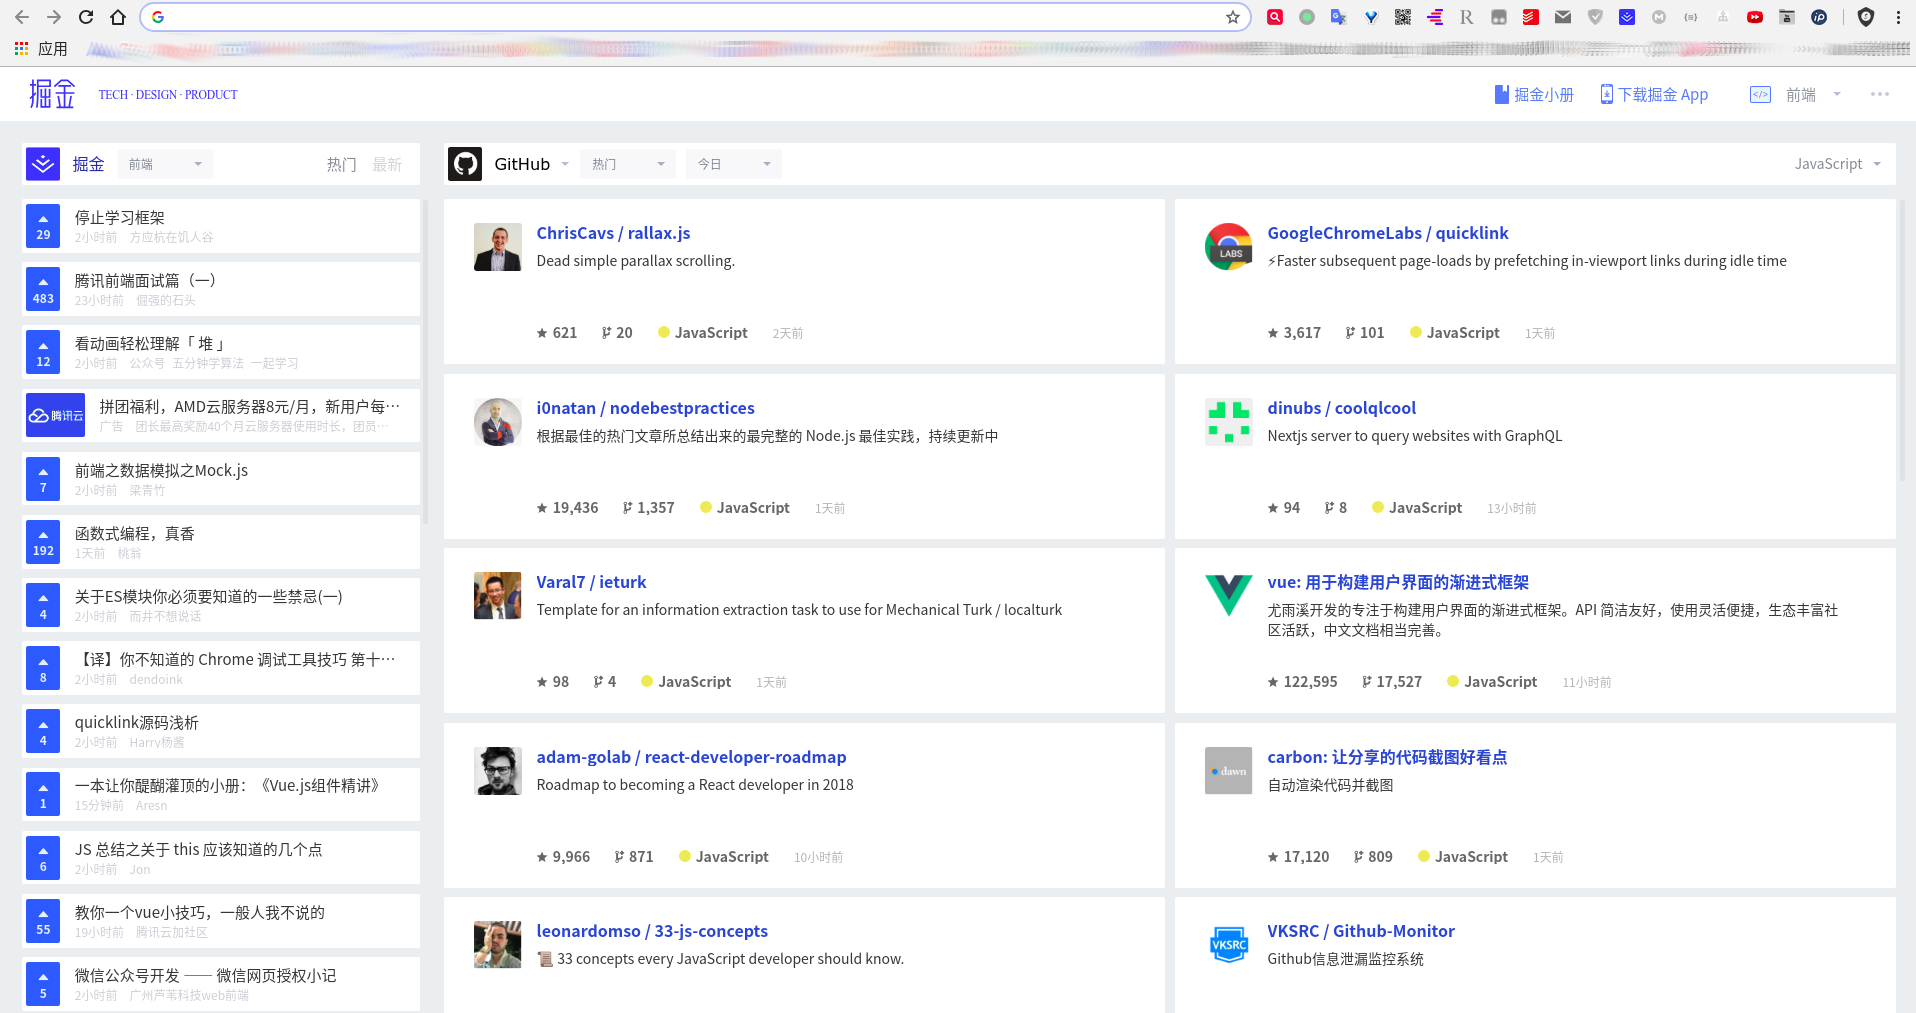 应用
掘金
TECH · DESIGN · PRODUCT
掘金小册
下载掘金 App
前端
掘金
前端
热门
最新
29
停止学习框架
2小时前 方应杭在饥人谷
483
腾讯前端面试篇（一）
23小时前 倔强的石头
12
看动画轻松理解「 堆 」
2小时前 公众号 五分钟学算法 一起学习
腾讯云
拼团福利，AMD云服务器8元/月，新用户每…
广告 团长最高奖励40个月云服务器使用时长，团员…
7
前端之数据模拟之Mock.js
2小时前 梁青竹
192
函数式编程，真香
1天前 桃翁
4
关于ES模块你必须要知道的一些禁忌(一)
2小时前 而井不想说话
8
【译】你不知道的 Chrome 调试工具技巧 第十…
2小时前 dendoink
4
quicklink源码浅析
2小时前 Harry杨酱
1
一本让你醍醐灌顶的小册：《Vue.js组件精讲》
15分钟前 Aresn
6
JS 总结之关于 this 应该知道的几个点
2小时前 Jon
55
教你一个vue小技巧，一般人我不说的
19小时前 腾讯云加社区
5
微信公众号开发 —— 微信网页授权小记
2小时前 广州芦苇科技web前端
GitHub
热门
今日
JavaScript
ChrisCavs / rallax.js
Dead simple parallax scrolling.
621 20 JavaScript 2天前
LABS
GoogleChromeLabs / quicklink
⚡Faster subsequent page-loads by prefetching in-viewport links during idle time
3,617 101 JavaScript 1天前
i0natan / nodebestpractices
根据最佳的热门文章所总结出来的最完整的 Node.js 最佳实践，持续更新中
19,436 1,357 JavaScript 1天前
dinubs / coolqlcool
Nextjs server to query websites with GraphQL
94 8 JavaScript 13小时前
Varal7 / ieturk
Template for an information extraction task to use for Mechanical Turk / localturk
98 4 JavaScript 1天前
vue: 用于构建用户界面的渐进式框架
尤雨溪开发的专注于构建用户界面的渐进式框架。API 简洁友好，使用灵活便捷，生态丰富社
区活跃，中文文档相当完善。
122,595 17,527 JavaScript 11小时前
adam-golab / react-developer-roadmap
Roadmap to becoming a React developer in 2018
9,966 871 JavaScript 10小时前
dawn
carbon: 让分享的代码截图好看点
自动渲染代码并截图
17,120 809 JavaScript 1天前
leonardomso / 33-js-concepts
📜 33 concepts every JavaScript developer should know.
VKSRC
VKSRC / Github-Monitor
Github信息泄漏监控系统